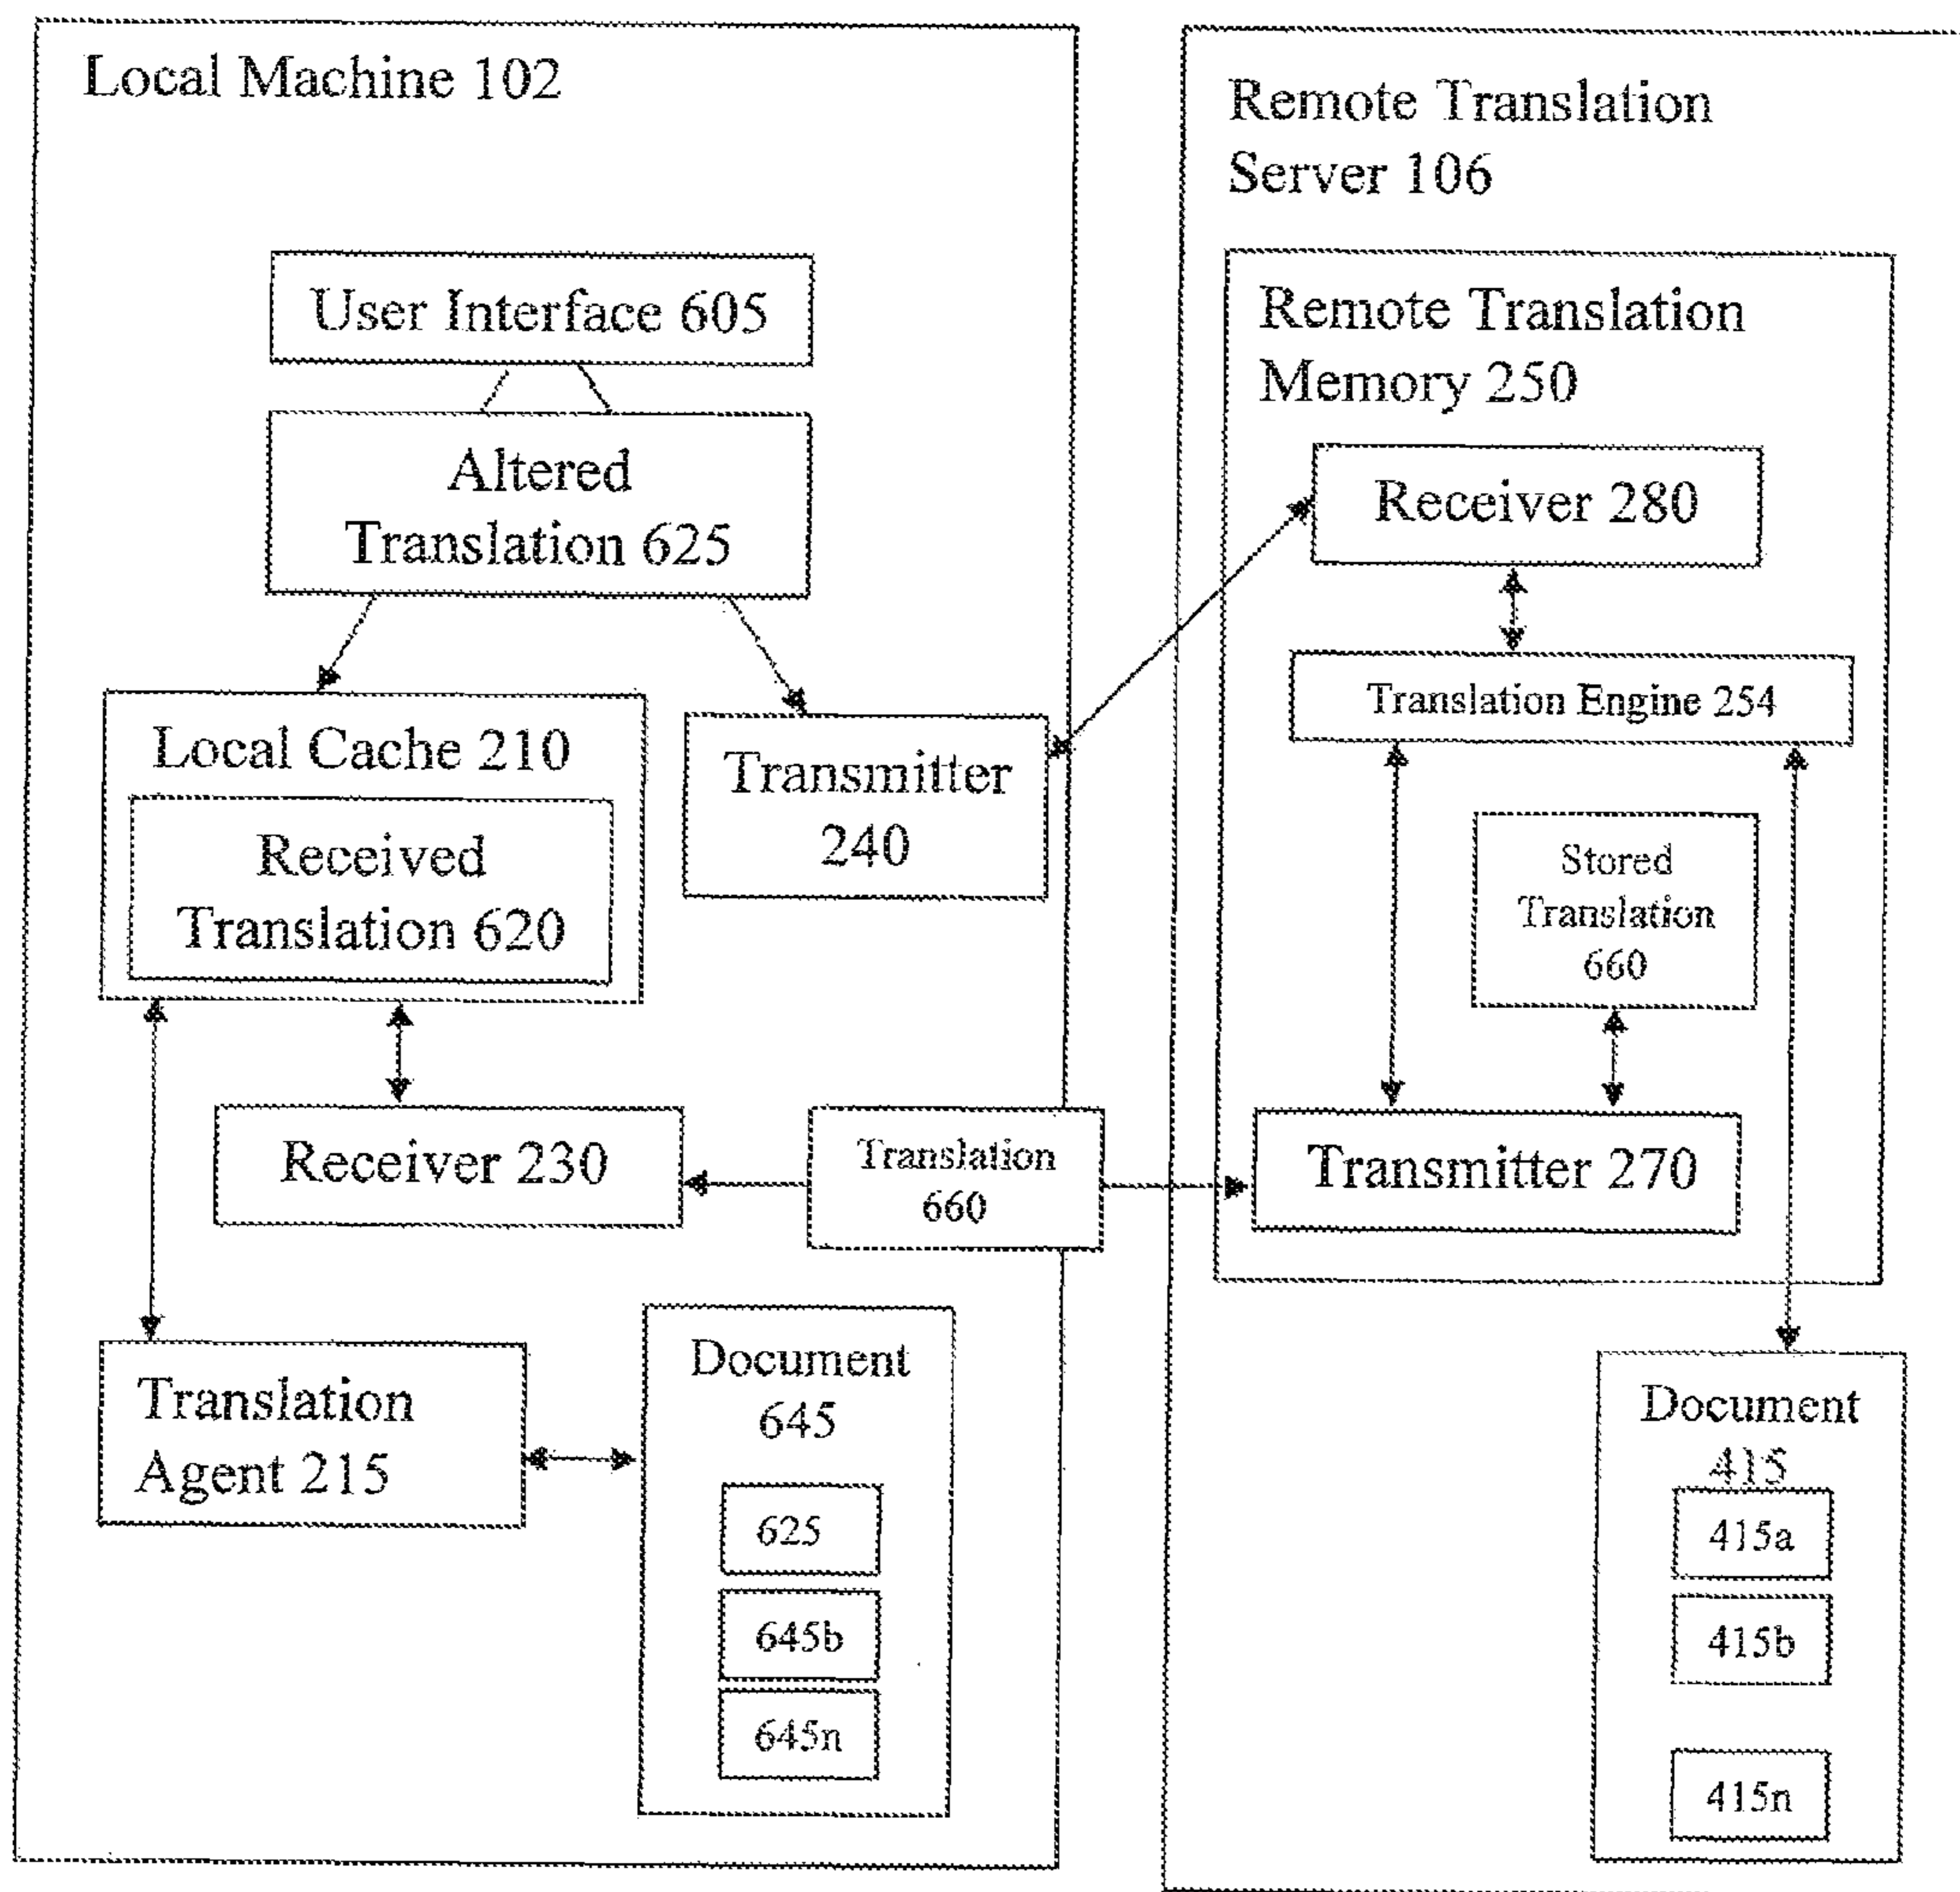 Local Machine 102
User Interface 605
Altered
Translation 625
Local Cache 210
Received
Translation 620
Transmitter
240
Receiver 230
Translation
660
Translation
Agent 215
Document
645
625
645b
645n
Remote Translation
Server 106
Remote Translation
Memory 250
Receiver 280
Translation Engine 254
Stored
Translation
660
Transmitter 270
Document
415
415a
415b
415n